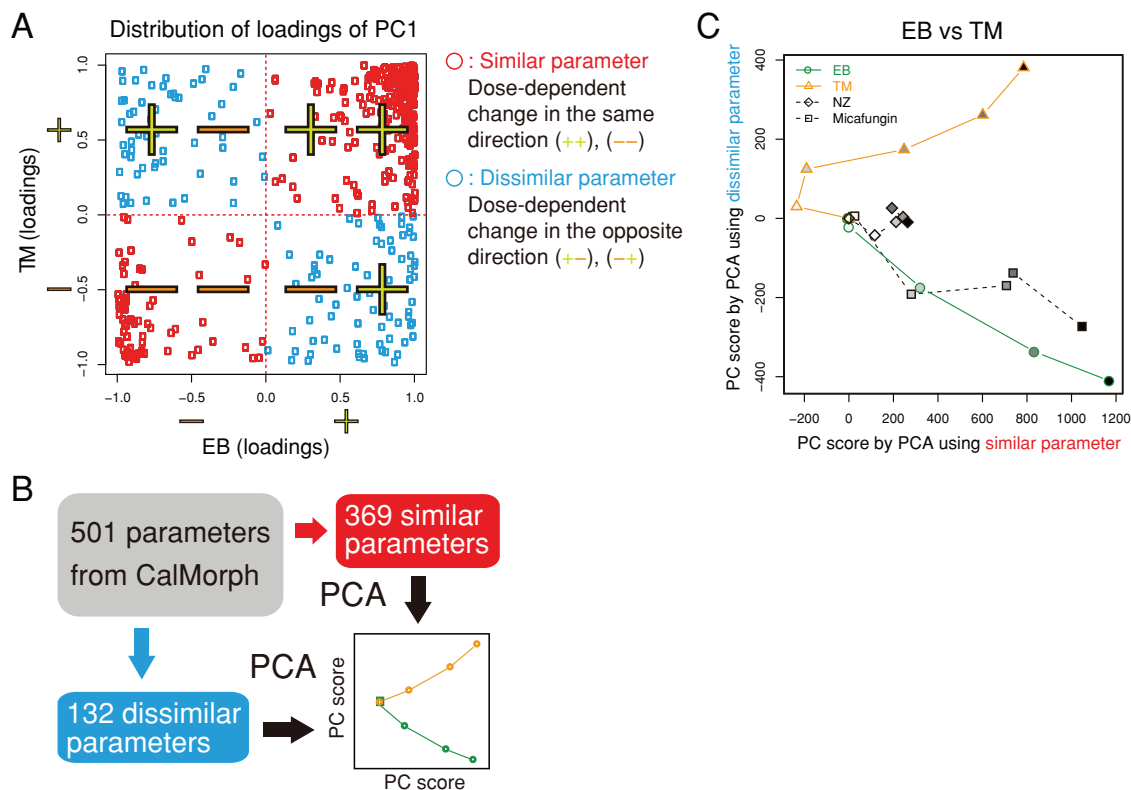 A
Distribution of loadings of PC1
TM (loadings)
1.0
0.5
0.0
−0.5
−1.0
−1.0
−0.5
0.0
0.5
1.0
EB (loadings)
: Similar parameter
Dose-dependent
change in the same
direction (++), (−−)
: Dissimilar parameter
Dose-dependent
change in the opposite
direction (+−), (−+)
B
501 parameters
from CalMorph
369 similar
parameters
PCA
PCA
132 dissimilar
parameters
PC score
PC score
C
EB vs TM
PC score by PCA using dissimilar parameter
400
200
0
−200
−400
EB
TM
NZ
Micafungin
−200
0
200
400
600
800
1000
1200
PC score by PCA using similar parameter